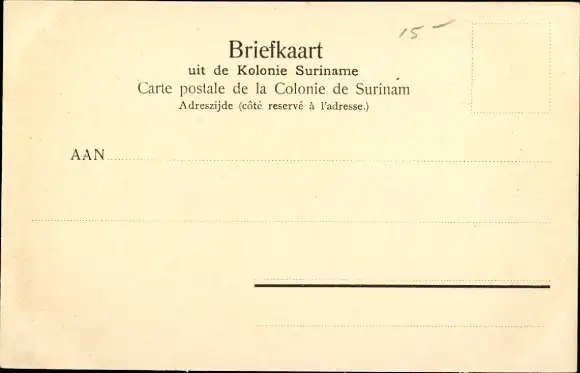 15-
Briefkaart
uit de Kolonie Suriname
Carte postale de la Colonie de Surinam
Adreszijde (côté reservé à l'adresse.)
AAN